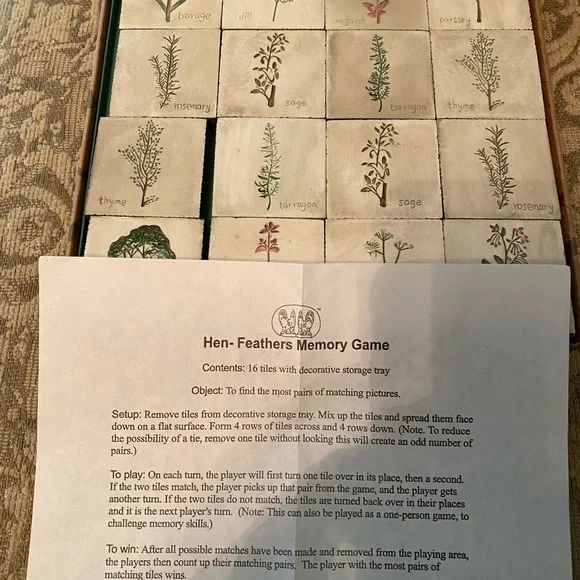 borage
dill
parsley
rosemary
sage
tarragon
thyme
thyme
tarragon
sage
rosemary
Hen- Feathers Memory Game
Contents: 16 tiles with decorative storage tray
Object: To find the most pairs of matching pictures.
Setup: Remove tiles from decorative storage tray. Mix up the tiles and spread them face
down on a flat surface. Form 4 rows of tiles across and 4 rows down. (Note. To reduce
the possibility of a tie, remove one tile without looking this will create an odd number of
pairs.)
To play: On each turn, the player will first turn one tile over in its place, then a second.
If the two tiles match, the player picks up that pair from the game, and the player gets
another turn. If the two tiles do not match, the tiles are turned back over in their places
and it is the next player's turn. (Note: This can also be played as a one-person game, to
challenge memory skills.)
To win: After all possible matches have been made and removed from the playing area,
the players then count up their matching pairs. The player with the most pairs of
matching tiles wins.